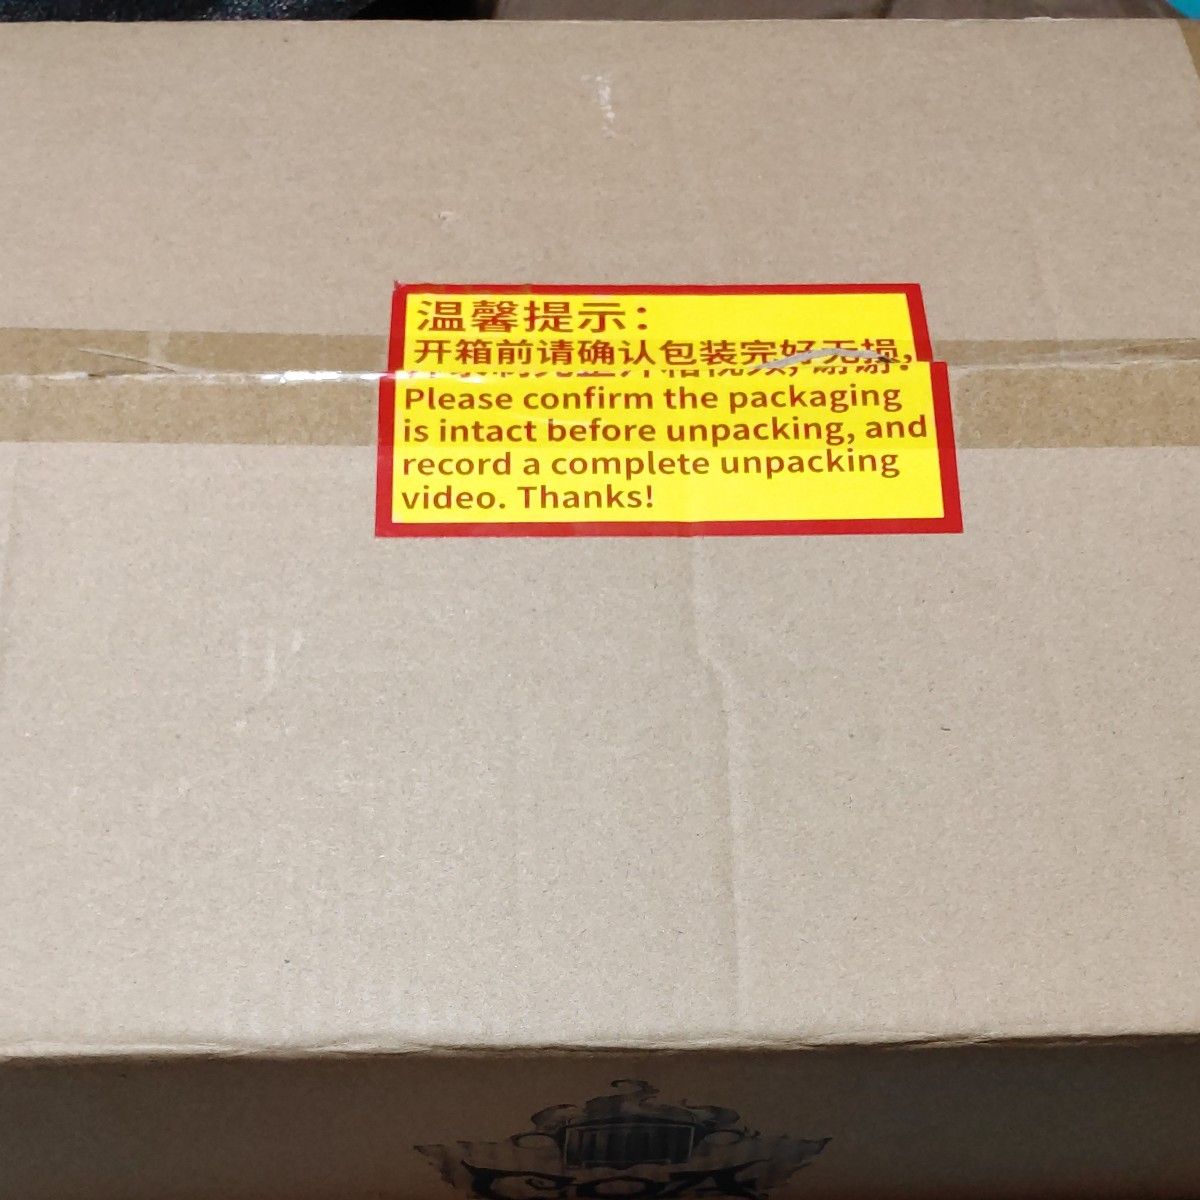 温馨提示：
开箱前请确认包装完好无损，
Please confirm the packaging
is intact before unpacking, and
record a complete unpacking
video. Thanks!